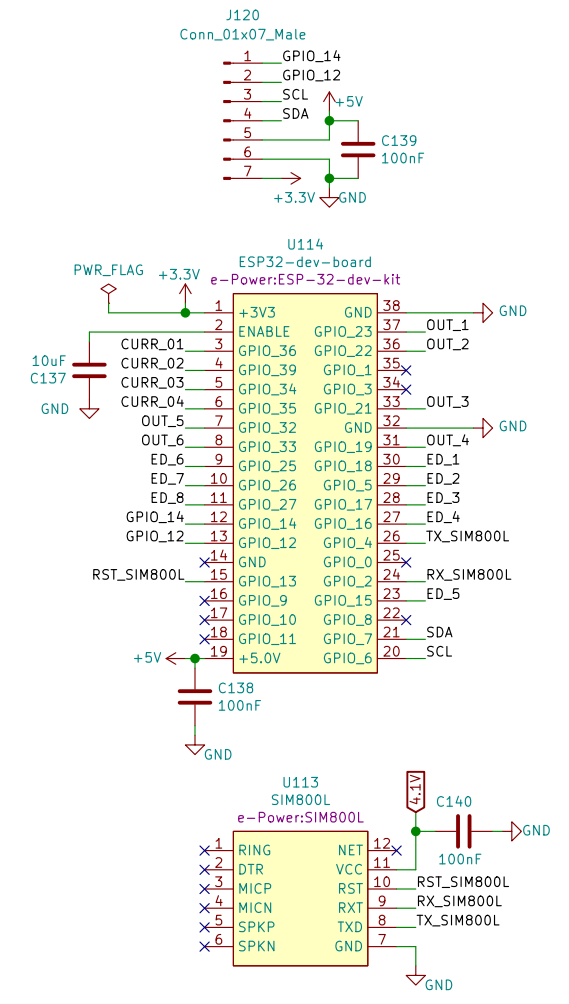 J120
Conn_01x07_Male
1 GPIO_14
2 GPIO_12
3 SCL
4 SDA
+5V
5
C139
100nF
6
7
+3.3V GND
U114
ESP32-dev-board
e-Power:ESP-32-dev-kit
PWR_FLAG
+3.3V
1 +3V3 GND 38 GND
2 ENABLE GPIO_23 37 OUT_1
CURR_01 3 GPIO_36 GPIO_22 36 OUT_2
10uF
C137
GND
CURR_02 4 GPIO_39 GPIO_1 35
CURR_03 5 GPIO_34 GPIO_3 34
CURR_04 6 GPIO_35 GPIO_21 33 OUT_3
OUT_5 7 GPIO_32 GND 32 GND
OUT_6 8 GPIO_33 GPIO_19 31 OUT_4
ED_6 9 GPIO_25 GPIO_18 30 ED_1
ED_7 10 GPIO_26 GPIO_5 29 ED_2
ED_8 11 GPIO_27 GPIO_17 28 ED_3
GPIO_14 12 GPIO_14 GPIO_16 27 ED_4
GPIO_12 13 GPIO_12 GPIO_4 26 TX_SIM800L
14 GND GPIO_0 25
RST_SIM800L 15 GPIO_13 GPIO_2 24 RX_SIM800L
16 GPIO_9 GPIO_15 23 ED_5
17 GPIO_10 GPIO_8 22
18 GPIO_11 GPIO_7 21 SDA
+5V 19 +5.0V GPIO_6 20 SCL
C138
100nF
GND
U113
SIM800L
e-Power:SIM800L
4.1V
C140
100nF
GND
1 RING NET 12
2 DTR VCC 11
3 MICP RST 10 RST_SIM800L
4 MICN RXT 9 RX_SIM800L
5 SPKP TXD 8 TX_SIM800L
6 SPKN GND 7
GND